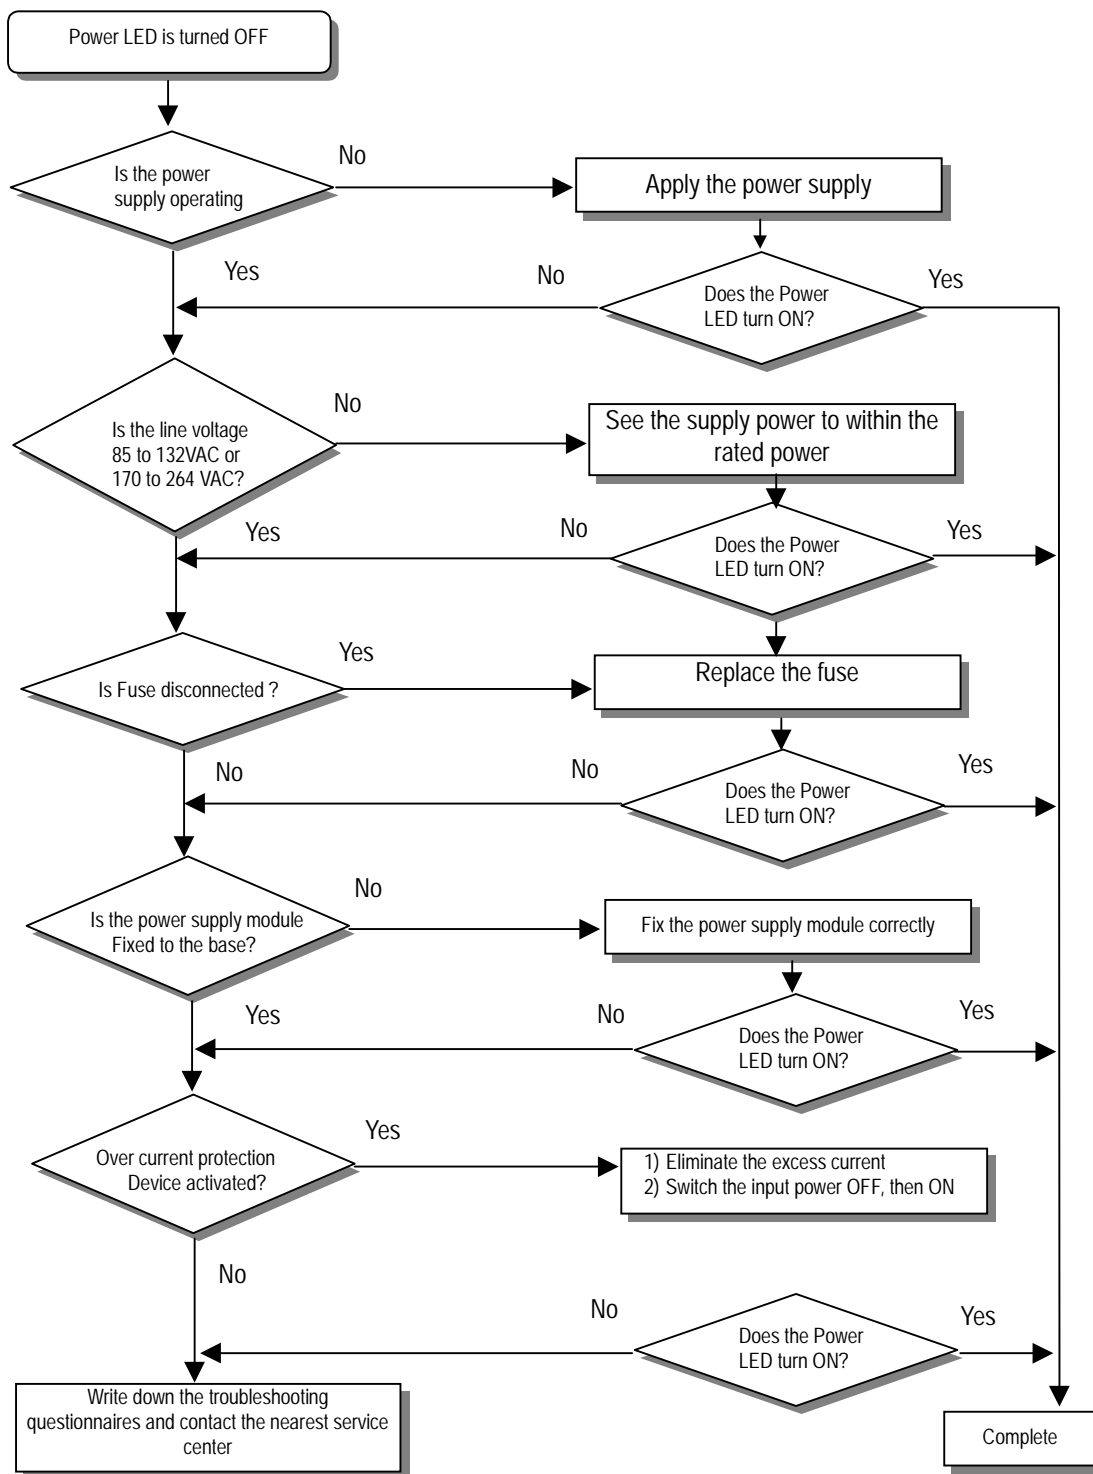 Power LED is turned OFF
Is the power
supply operating
No
Apply the power supply
Yes
No
Does the Power
LED turn ON?
Yes
Is the line voltage
85 to 132VAC or
170 to 264 VAC?
No
See the supply power to within the
rated power
Yes
No
Does the Power
LED turn ON?
Yes
Is Fuse disconnected ?
Yes
Replace the fuse
No
No
Does the Power
LED turn ON?
Yes
Is the power supply module
Fixed to the base?
No
Fix the power supply module correctly
Yes
No
Does the Power
LED turn ON?
Yes
Over current protection
Device activated?
Yes
1) Eliminate the excess current
2) Switch the input power OFF, then ON
No
No
Does the Power
LED turn ON?
Yes
Write down the troubleshooting
questionnaires and contact the nearest service
center
Complete